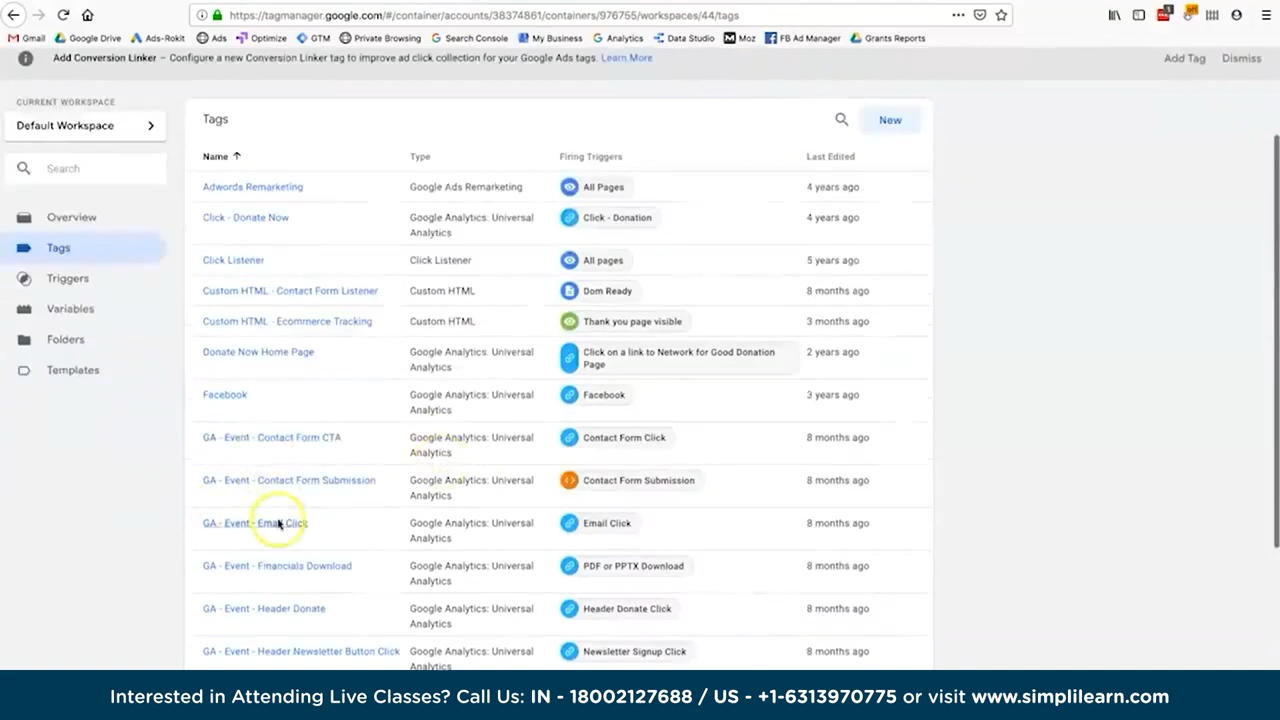 https://tagmanager.google.com/#/container/accounts/38374861/containers/976755/workspaces/44/tags
Gmail Google Drive Ads-Rokit Ads Optimize GTM Private Browsing Search Console My Business Analytics Data Studio Moz FB Ad Manager Grants Reports
Add Conversion Linker – Configure a new Conversion Linker tag to improve ad click collection for your Google Ads tags. Learn More Add Tag Dismiss
CURRENT WORKSPACE
Default Workspace
Search
Overview
Tags
Triggers
Variables
Folders
Templates
Tags New
Name Type Firing Triggers Last Edited
Adwords Remarketing Google Ads Remarketing All Pages 4 years ago
Click - Donate Now Google Analytics: Universal Click - Donation 4 years ago
Analytics
Click Listener Click Listener All pages 5 years ago
Custom HTML - Contact Form Listener Custom HTML Dom Ready 8 months ago
Custom HTML - Ecommerce Tracking Custom HTML Thank you page visible 3 months ago
Donate Now Home Page Google Analytics: Universal Click on a link to Network for Good Donation 2 years ago
Analytics Page
Facebook Google Analytics: Universal Facebook 3 years ago
Analytics
GA - Event - Contact Form CTA Google Analytics: Universal Contact Form Click 8 months ago
Analytics
GA - Event - Contact Form Submission Google Analytics: Universal Contact Form Submission 8 months ago
Analytics
GA - Event - Email Click Google Analytics: Universal Email Click 8 months ago
Analytics
GA - Event - Financials Download Google Analytics: Universal PDF or PPTX Download 8 months ago
Analytics
GA - Event - Header Donate Google Analytics: Universal Header Donate Click 8 months ago
Analytics
GA - Event - Header Newsletter Button Click Google Analytics: Universal Newsletter Signup Click 8 months ago
Analytics
Interested in Attending Live Classes? Call Us: IN - 18002127688 / US - +1-6313970775 or visit www.simplilearn.com